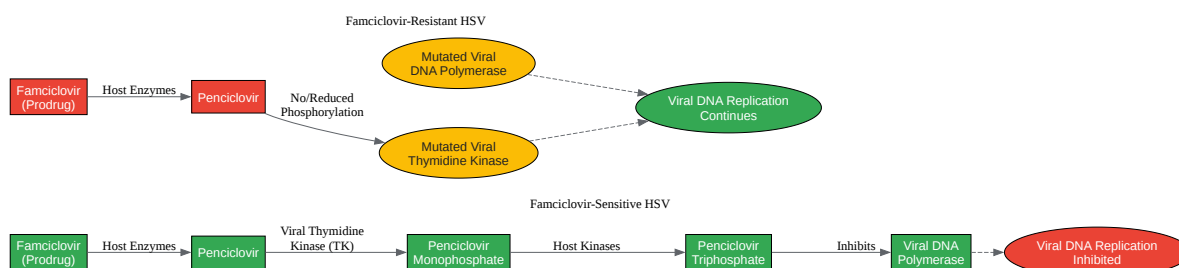 Famciclovir-Resistant HSV
Mutated Viral
DNA Polymerase
Famciclovir
(Prodrug)
Host Enzymes
Penciclovir
No/Reduced
Phosphorylation
Viral DNA Replication
Continues
Mutated Viral
Thymidine Kinase
Famciclovir-Sensitive HSV
Famciclovir
(Prodrug)
Host Enzymes
Penciclovir
Viral Thymidine
Kinase (TK)
Penciclovir
Monophosphate
Host Kinases
Penciclovir
Triphosphate
Inhibits
Viral DNA
Polymerase
Viral DNA Replication
Inhibited